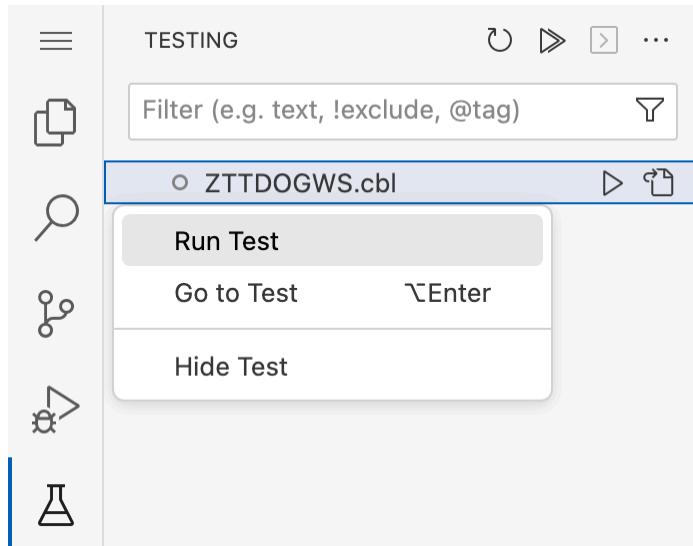 TESTING
Filter (e.g. text, !exclude, @tag)
ZTTDOGWS.cbl
Run Test
Go to Test ⌥Enter
Hide Test